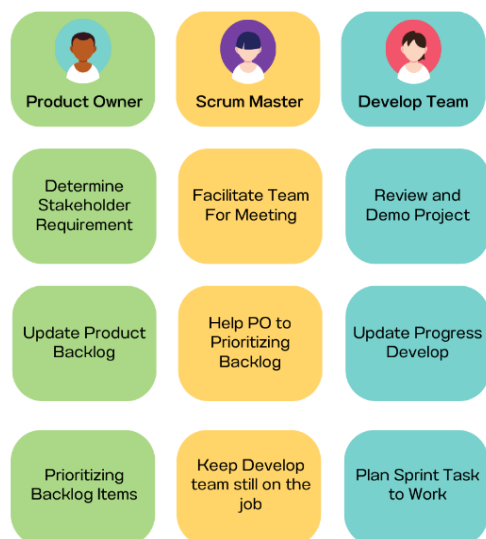 Product Owner
Scrum Master
Develop Team
Determine
Stakeholder
Requirement
Facilitate Team
For Meeting
Review and
Demo Project
Update Product
Backlog
Help PO to
Prioritizing
Backlog
Update Progress
Develop
Prioritizing
Backlog Items
Keep Develop
team still on the
job
Plan Sprint Task
to Work